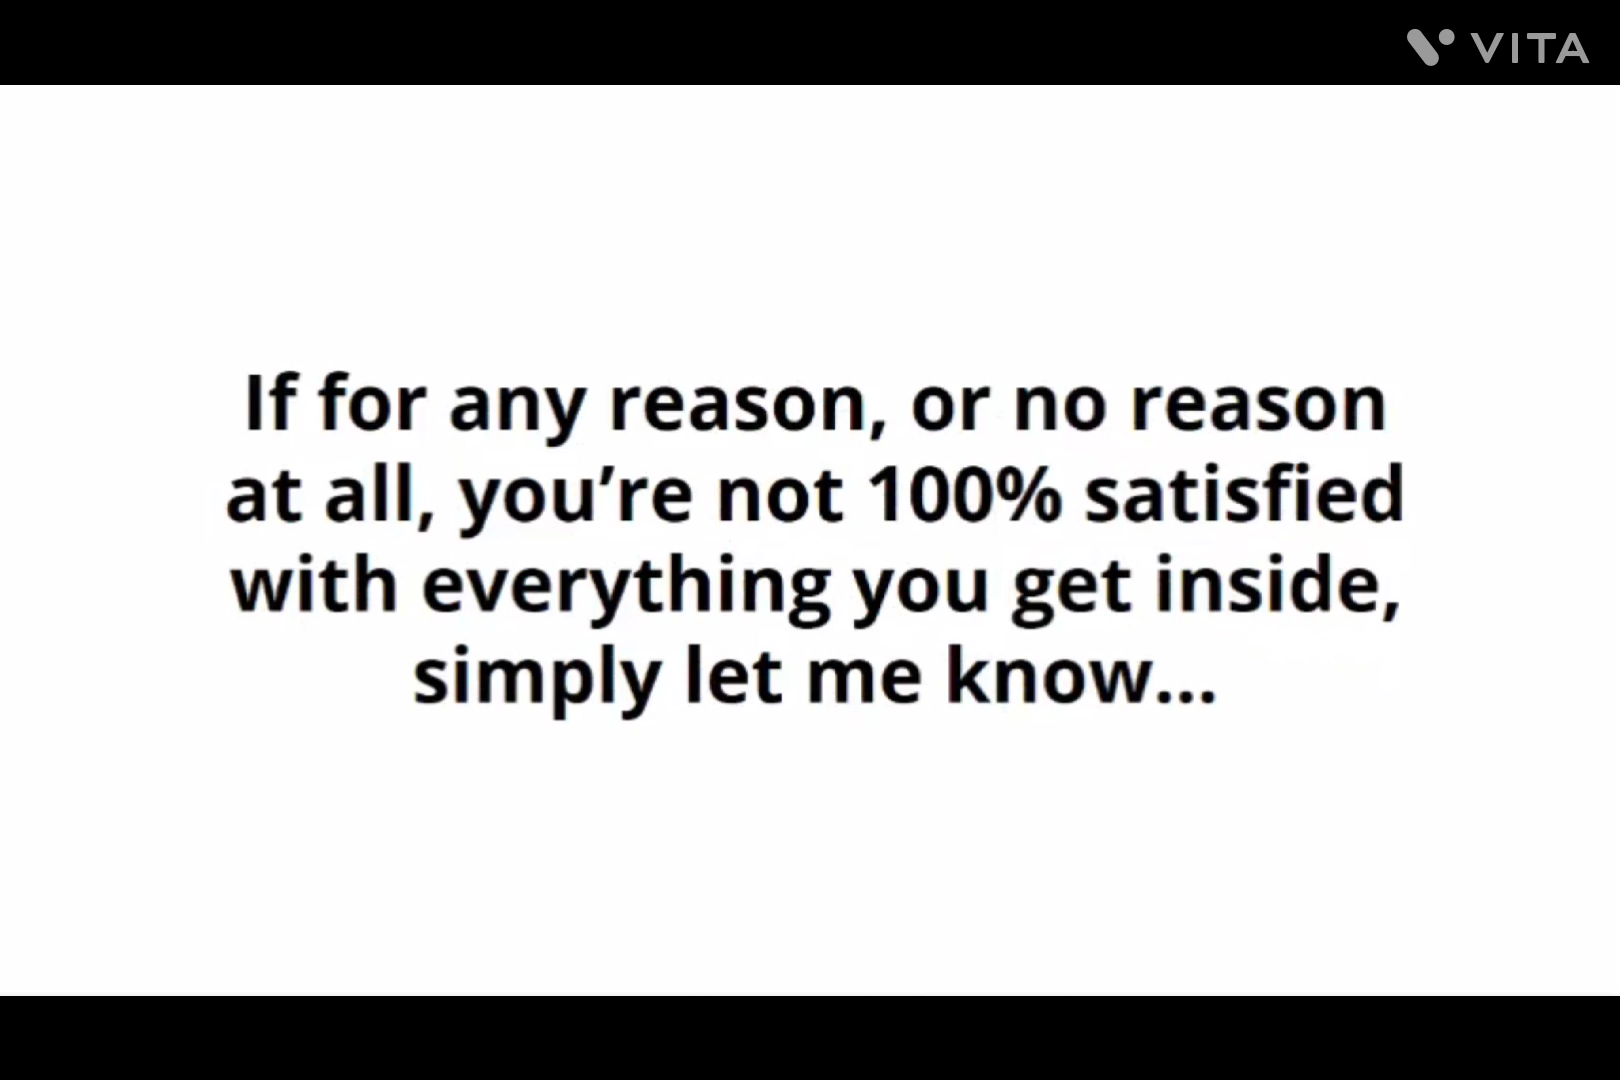 VITA
If for any reason, or no reason
at all, you’re not 100% satisfied
with everything you get inside,
simply let me know...